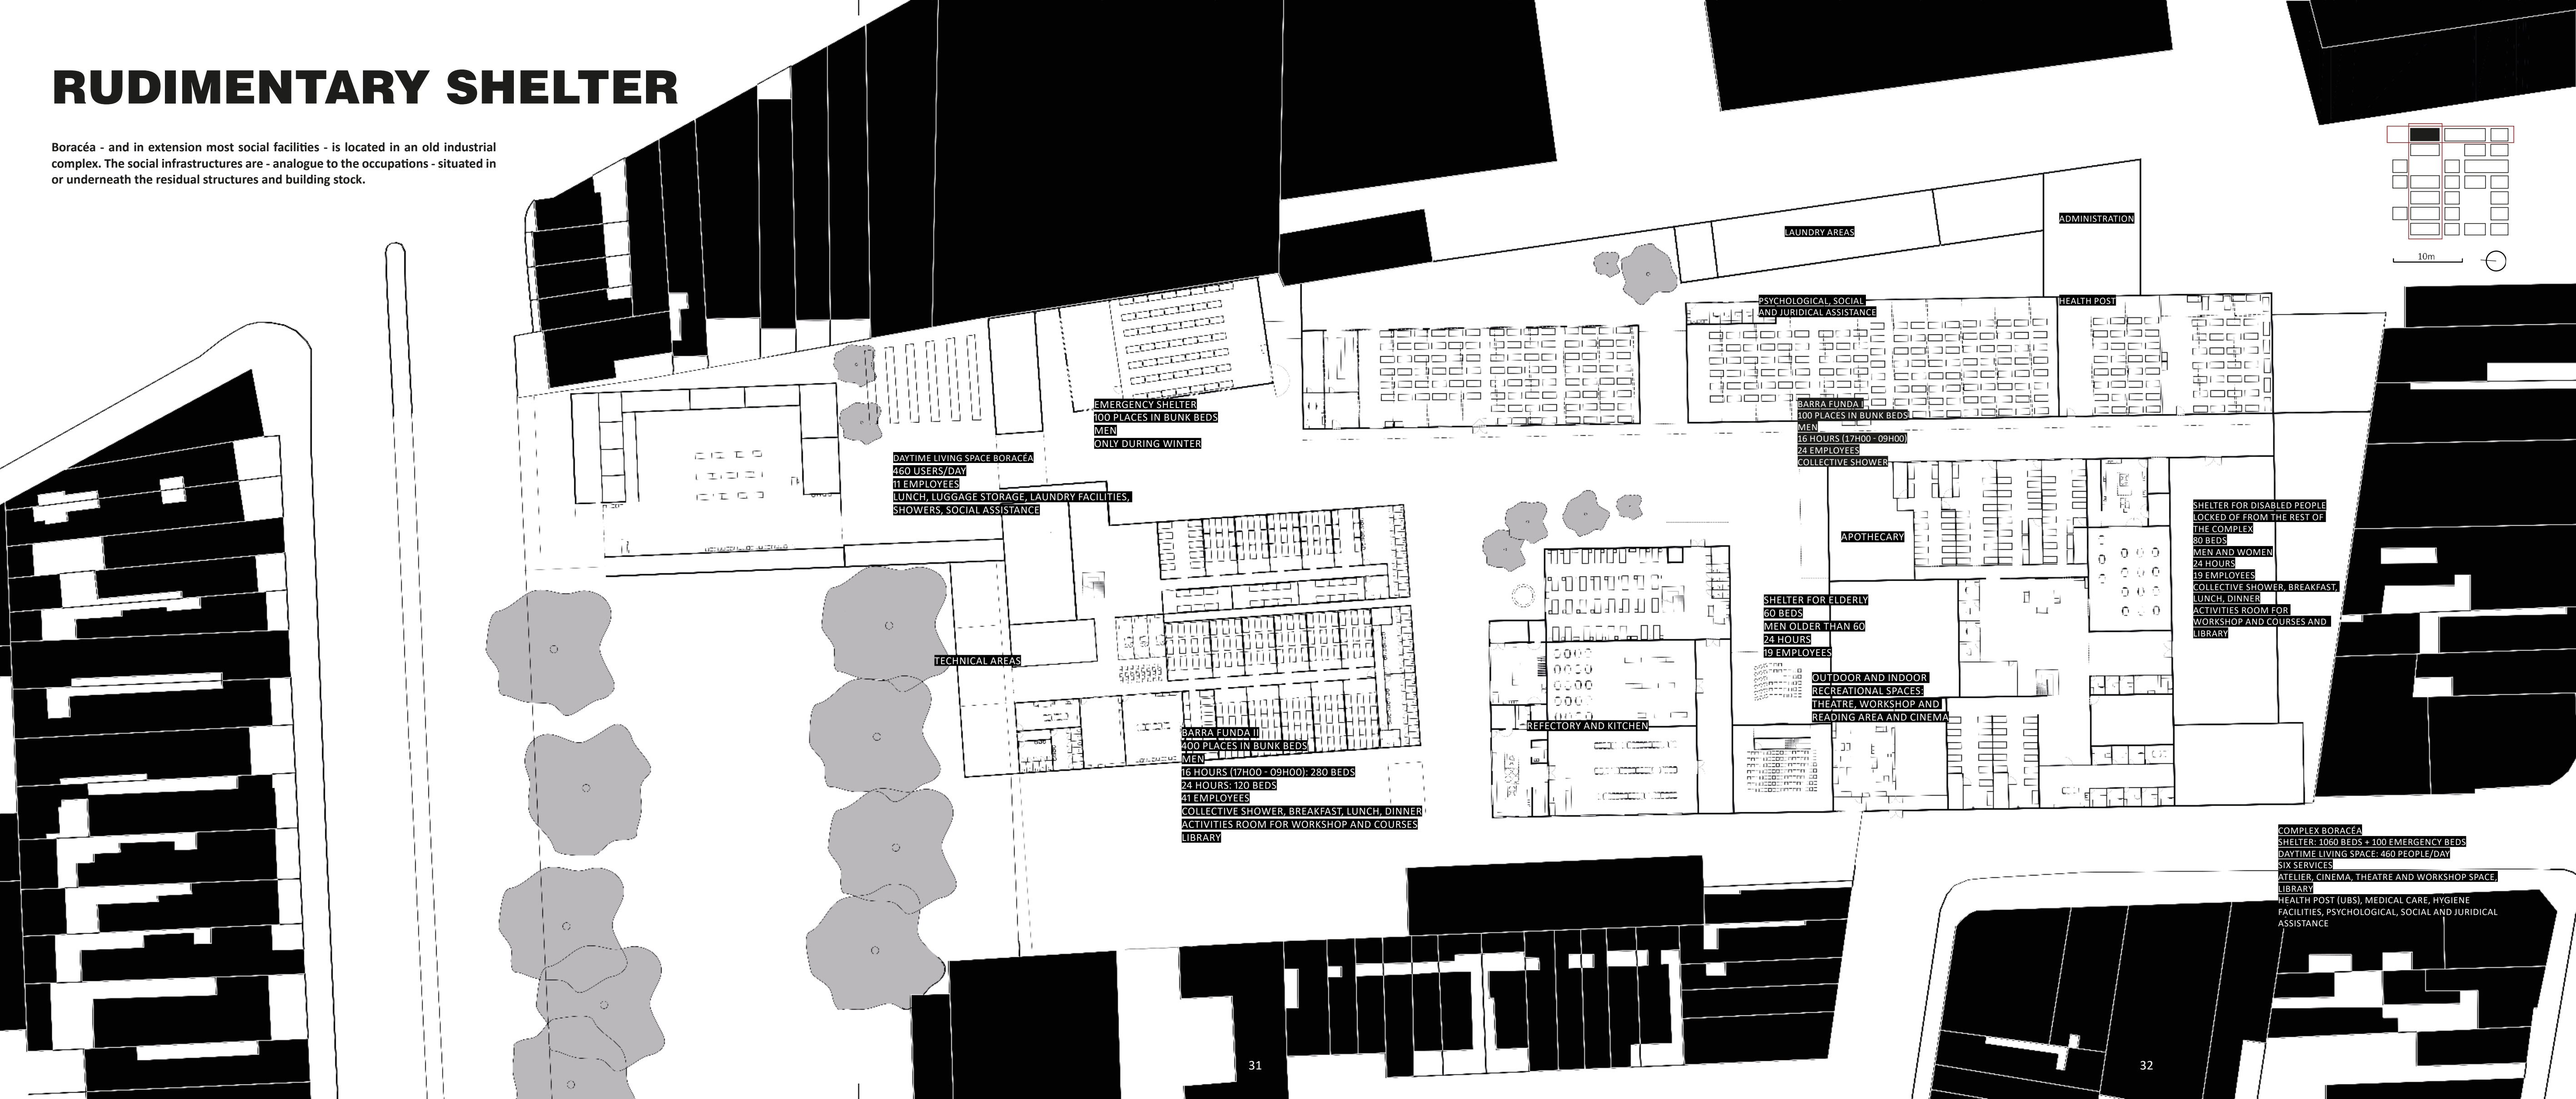 RUDIMENTARY SHELTER
Boracéa - and in extension most social facilities - is located in an old industrial
complex. The social infrastructures are - analogue to the occupations - situated in
or underneath the residual structures and building stock.
10m
ADMINISTRATION
LAUNDRY AREAS
PSYCHOLOGICAL, SOCIAL
AND JURIDICAL ASSISTANCE
HEALTH POST
EMERGENCY SHELTER
100 PLACES IN BUNK BEDS
MEN
ONLY DURING WINTER
BARRA FUNDA I
100 PLACES IN BUNK BEDS
MEN
16 HOURS (17H00 - 09H00)
24 EMPLOYEES
COLLECTIVE SHOWER
DAYTIME LIVING SPACE BORACÉA
460 USERS/DAY
11 EMPLOYEES
LUNCH, LUGGAGE STORAGE, LAUNDRY FACILITIES,
SHOWERS, SOCIAL ASSISTANCE
SHELTER FOR DISABLED PEOPLE
LOCKED OF FROM THE REST OF
THE COMPLEX
80 BEDS
MEN AND WOMEN
24 HOURS
19 EMPLOYEES
COLLECTIVE SHOWER, BREAKFAST,
LUNCH, DINNER
ACTIVITIES ROOM FOR
WORKSHOP AND COURSES AND
LIBRARY
APOTHECARY
SHELTER FOR ELDERLY
60 BEDS
MEN OLDER THAN 60
24 HOURS
19 EMPLOYEES
TECHNICAL AREAS
OUTDOOR AND INDOOR
RECREATIONAL SPACES:
THEATRE, WORKSHOP AND
READING AREA AND CINEMA
REFECTORY AND KITCHEN
BARRA FUNDA II
400 PLACES IN BUNK BEDS
MEN
16 HOURS (17H00 - 09H00): 280 BEDS
24 HOURS: 120 BEDS
41 EMPLOYEES
COLLECTIVE SHOWER, BREAKFAST, LUNCH, DINNER
ACTIVITIES ROOM FOR WORKSHOP AND COURSES
LIBRARY
COMPLEX BORACÉA
SHELTER: 1060 BEDS + 100 EMERGENCY BEDS
DAYTIME LIVING SPACE: 460 PEOPLE/DAY
SIX SERVICES
ATELIER, CINEMA, THEATRE AND WORKSHOP SPACE,
LIBRARY
HEALTH POST (UBS), MEDICAL CARE, HYGIENE
FACILITIES, PSYCHOLOGICAL, SOCIAL AND JURIDICAL
ASSISTANCE
31
32